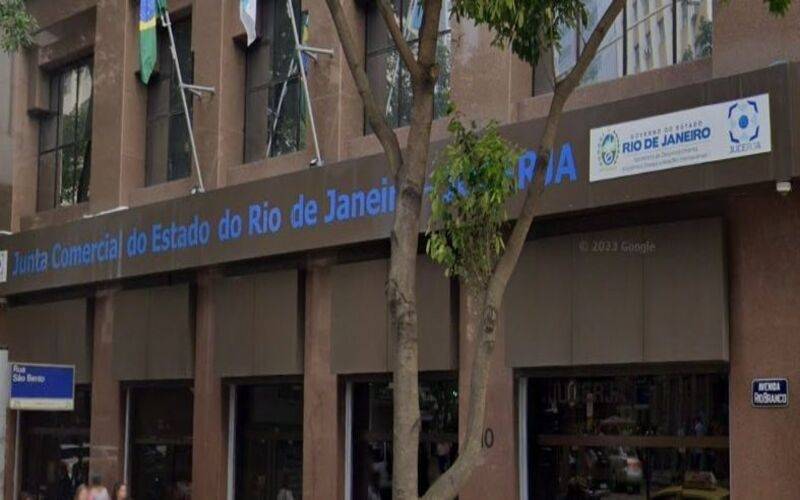 Junta Comercial do Estado do Rio de Janeiro
RJA
GOVERNO DO ESTADO
RIO DE JANEIRO
JUCERJA
© 2023 Google
Rua
São Bento
AVENIDA
RIO BRANCO